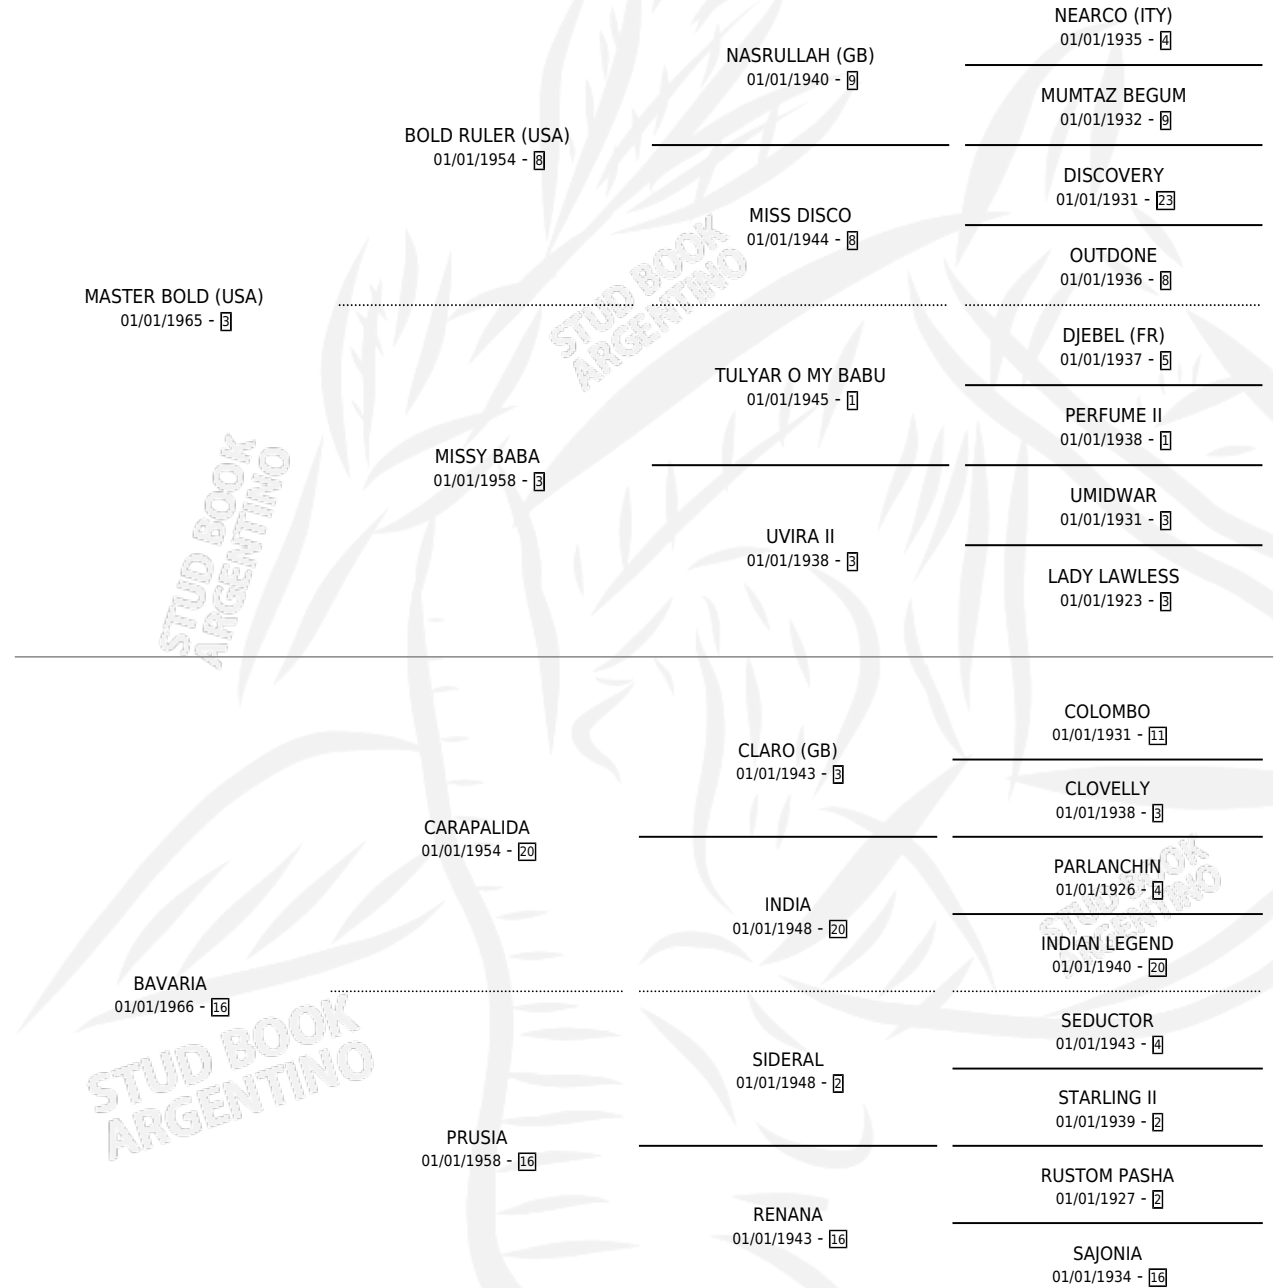 NEARCO (ITY)
01/01/1935 - 4
NASRULLAH (GB)
01/01/1940 - 9
MUMTAZ BEGUM
01/01/1932 - 9
BOLD RULER (USA)
01/01/1954 - 8
DISCOVERY
01/01/1931 - 23
MISS DISCO
01/01/1944 - 8
OUTDONE
01/01/1936 - 8
MASTER BOLD (USA)
01/01/1965 - 3
DJEBEL (FR)
01/01/1937 - 5
TULYAR O MY BABU
01/01/1945 - 1
PERFUME II
01/01/1938 - 1
MISSY BABA
01/01/1958 - 3
UMIDWAR
01/01/1931 - 3
UVIRA II
01/01/1938 - 3
LADY LAWLESS
01/01/1923 - 3
STUD BOOK
ARGENTINO
STUD BOOK
ARGENTINO
COLOMBO
01/01/1931 - 11
CLARO (GB)
01/01/1943 - 3
CLOVELLY
01/01/1938 - 3
CARAPALIDA
01/01/1954 - 20
PARLANCHIN
01/01/1926 - 4
INDIA
01/01/1948 - 20
INDIAN LEGEND
01/01/1940 - 20
STUD BOOK
ARGENTINO
BAVARIA
01/01/1966 - 16
SEDUCTOR
01/01/1943 - 4
SIDERAL
01/01/1948 - 2
STARLING II
01/01/1939 - 2
STUD BOOK
ARGENTINO
PRUSIA
01/01/1958 - 16
RUSTOM PASHA
01/01/1927 - 2
RENANA
01/01/1943 - 16
SAJONIA
01/01/1934 - 16